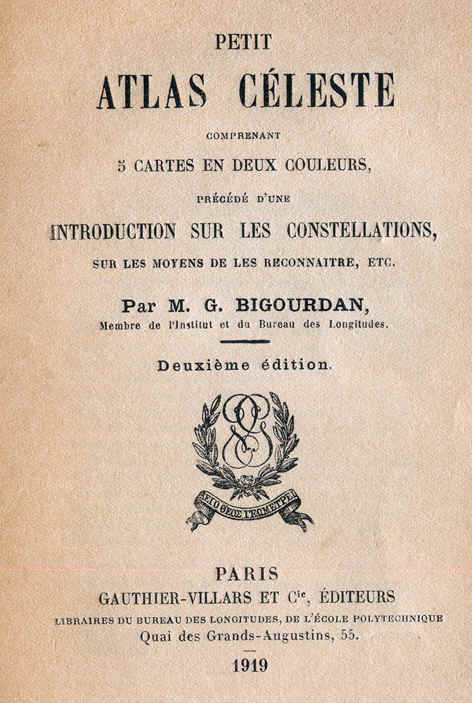 PETIT
ATLAS CÉLESTE
COMPRENANT
5 CARTES EN DEUX COULEURS,
PRÉCÉDÉ D'UNE
INTRODUCTION SUR LES CONSTELLATIONS,
SUR LES MOYENS DE LES RECONNAITRE, ETC.
Par M. G. BIGOURDAN,
Membre de l'Institut et du Bureau des Longitudes.
Deuxième édition.
PARIS
GAUTHIER-VILLARS ET Cie, ÉDITEURS
LIBRAIRES DU BUREAU DES LONGITUDES, DE L'ÉCOLE POLYTECHNIQUE
Quai des Grands-Augustins, 55.
1919